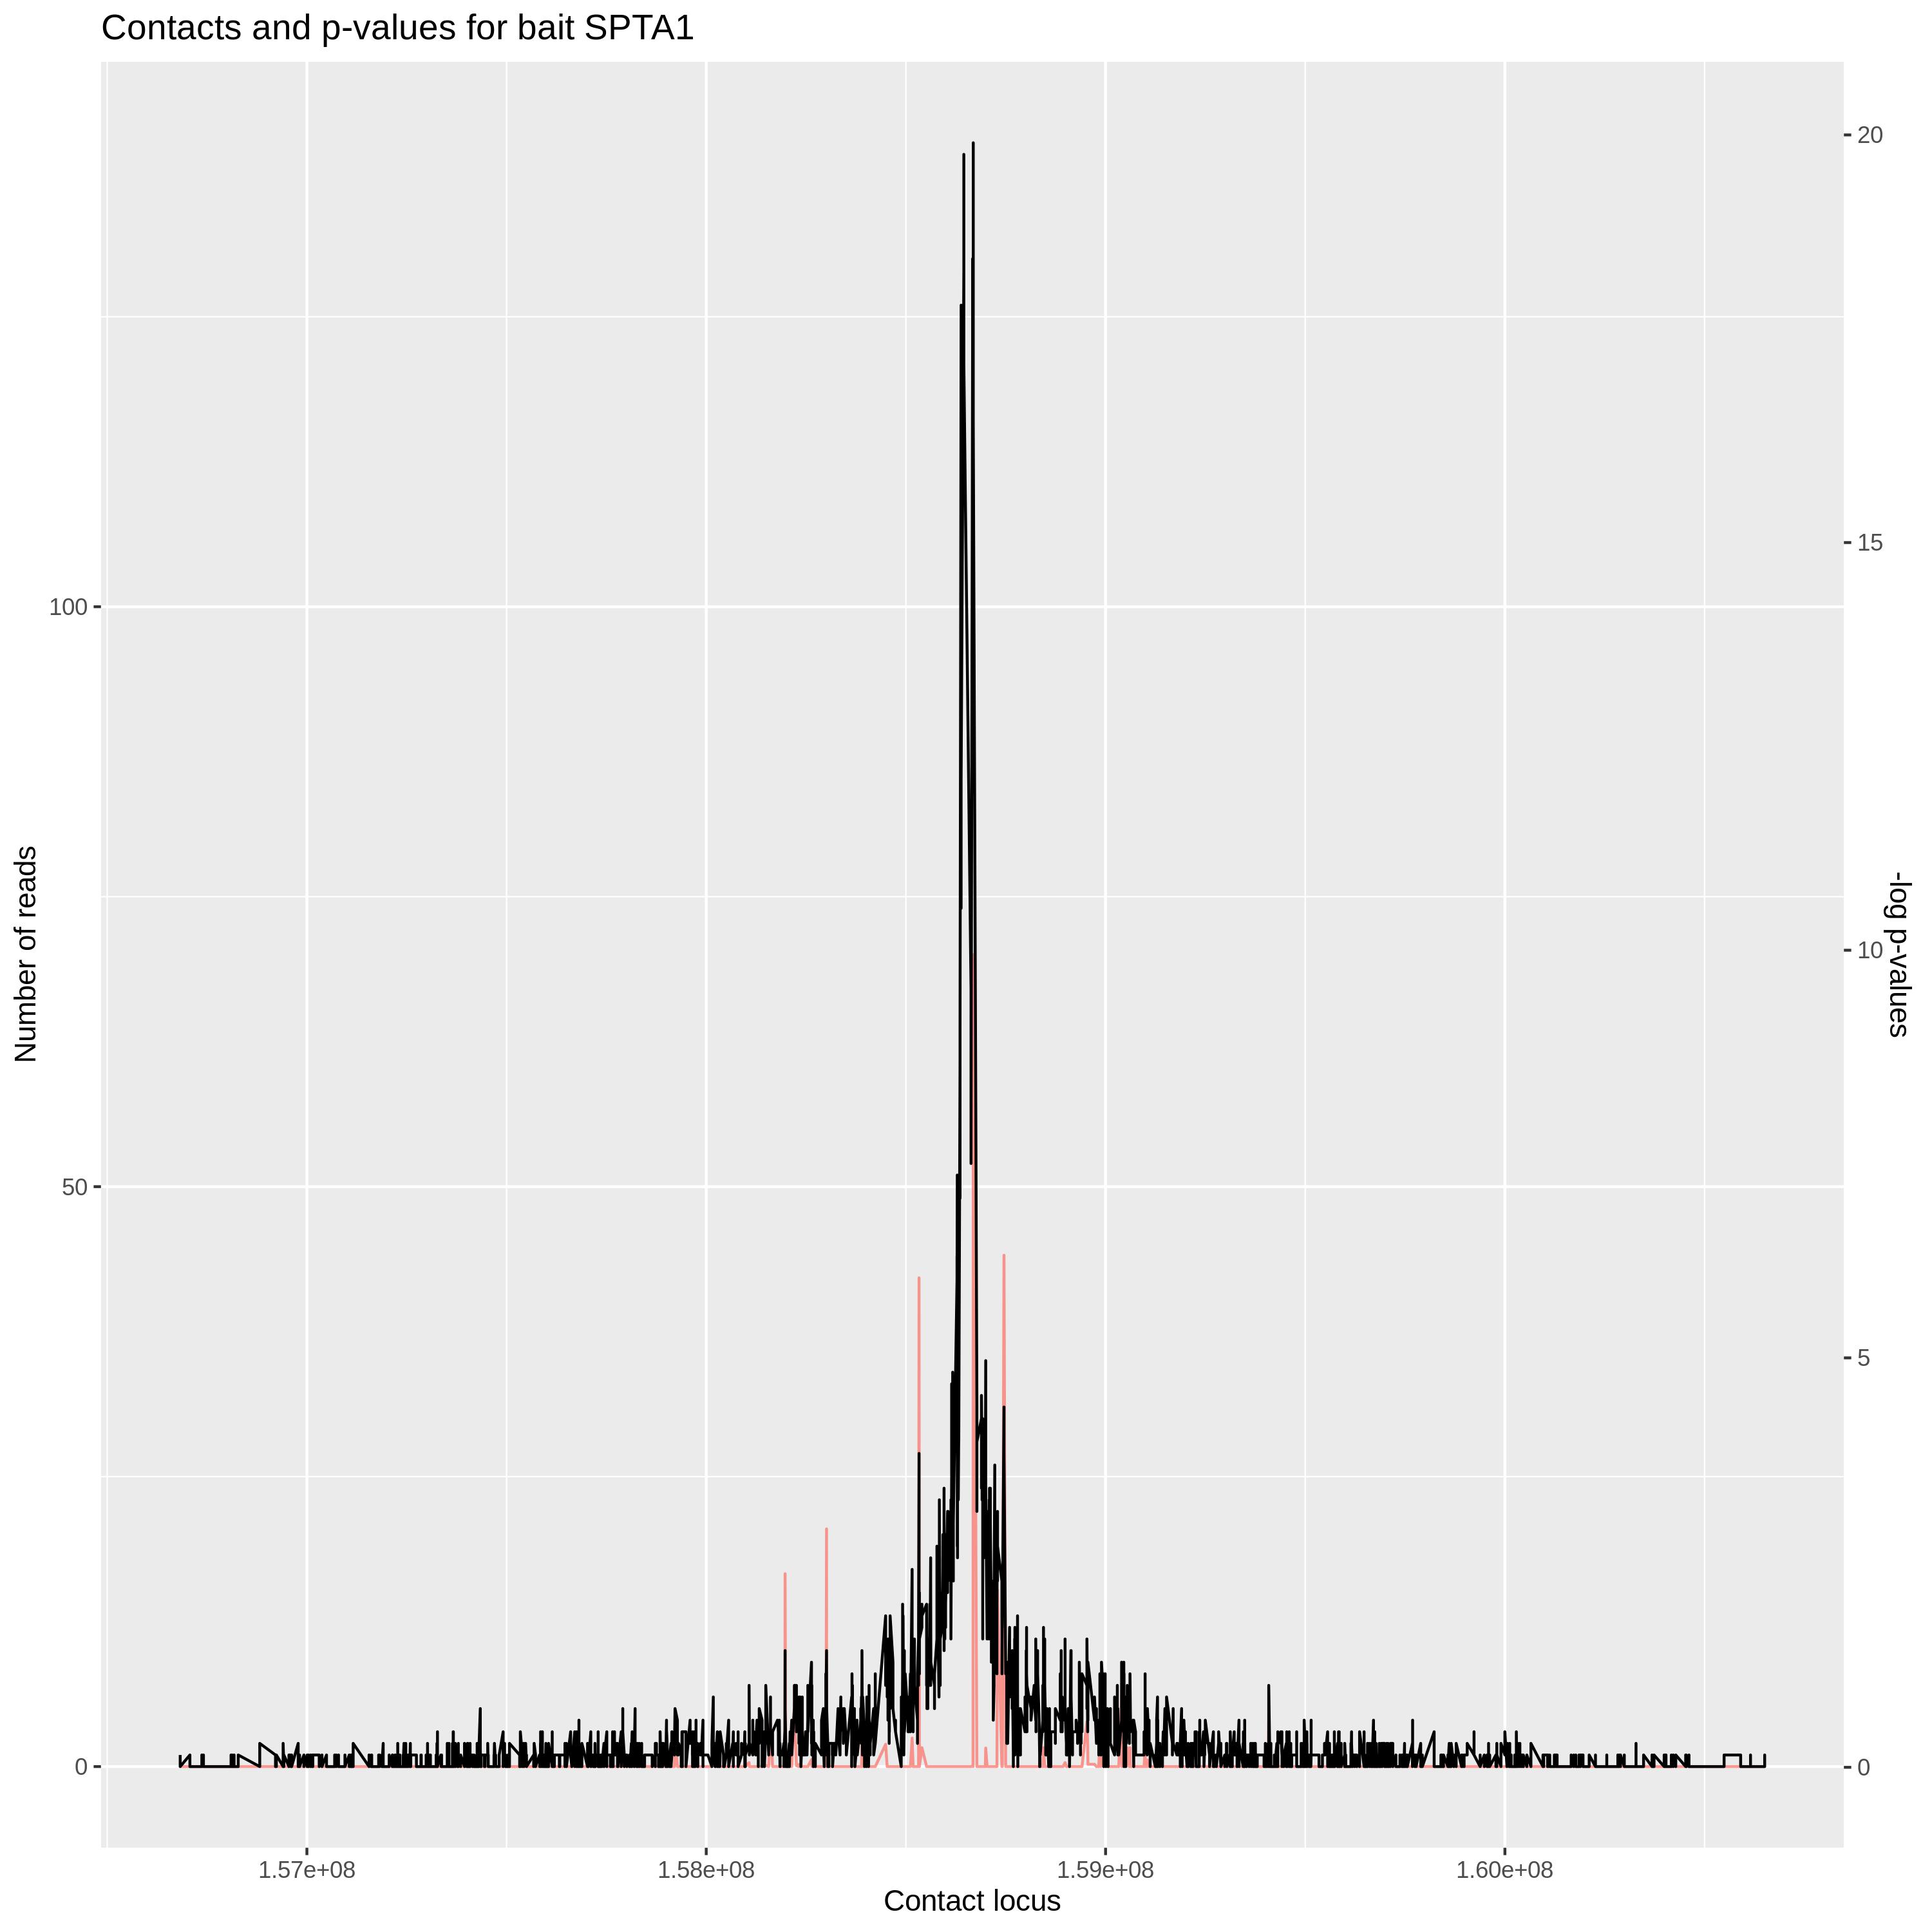 Contacts and p-values for bait SPTA1
Number of reads
100
50
0
20
15
10
5
0
-log p-values
1.57e+08
1.58e+08
1.59e+08
1.60e+08
Contact locus